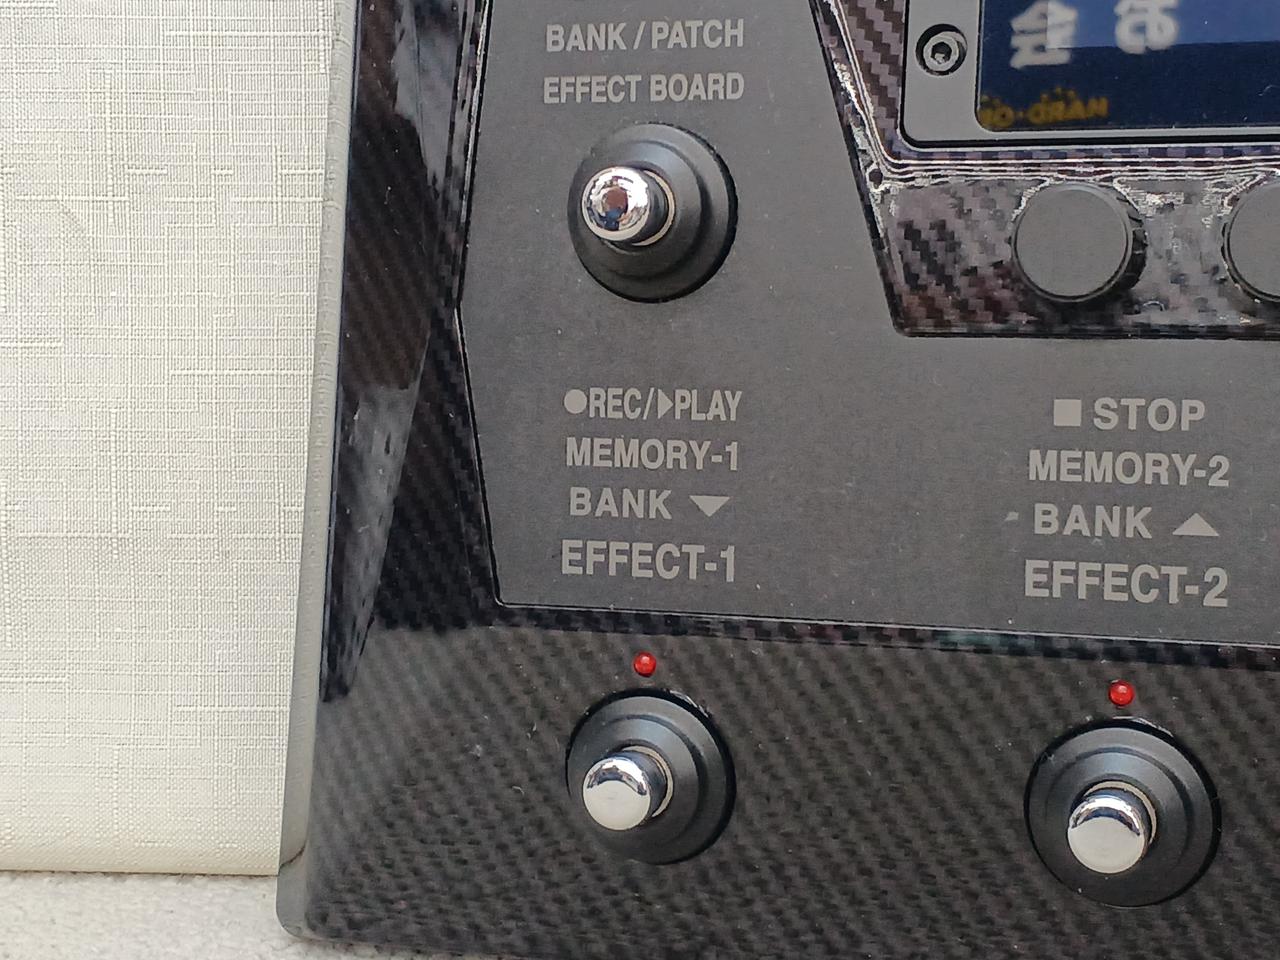 BANK / PATCH
EFFECT BOARD
●REC/▶PLAY
MEMORY-1
BANK ▼
EFFECT-1
■ STOP
MEMORY-2
BANK ▲
EFFECT-2